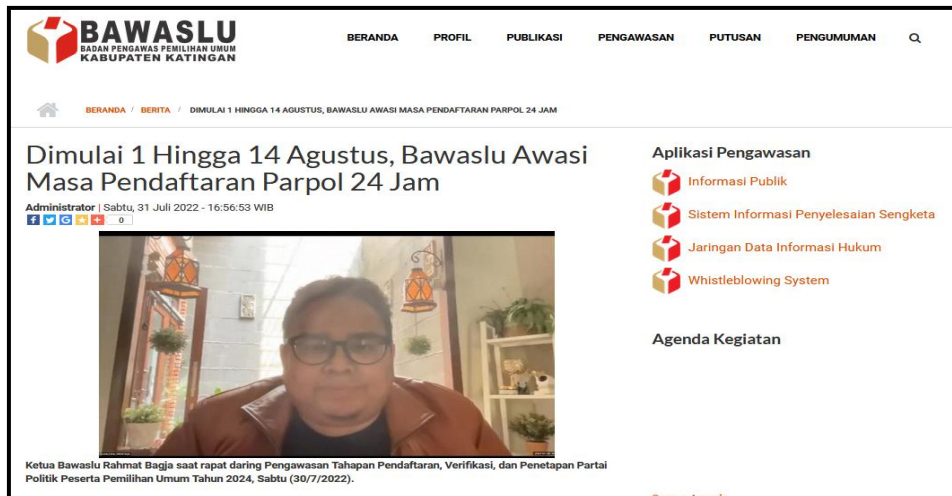 BAWASLU
BADAN PENGAWAS PEMILIHAN UMUM
KABUPATEN KATINGAN
BERANDA PROFIL PUBLIKASI PENGAWASAN PUTUSAN PENGUMUMAN
BERANDA / BERITA / DIMULAI 1 HINGGA 14 AGUSTUS, BAWASLU AWASI MASA PENDAFTARAN PARPOL 24 JAM
Dimulai 1 Hingga 14 Agustus, Bawaslu Awasi
Masa Pendaftaran Parpol 24 Jam
Administrator | Sabtu, 31 Juli 2022 - 16:56:53 WIB
0
Ketua Bawaslu Rahmat Bagja saat rapat daring Pengawasan Tahapan Pendaftaran, Verifikasi, dan Penetapan Partai
Politik Peserta Pemilihan Umum Tahun 2024, Sabtu (30/7/2022).
Aplikasi Pengawasan
Informasi Publik
Sistem Informasi Penyelesaian Sengketa
Jaringan Data Informasi Hukum
Whistleblowing System
Agenda Kegiatan